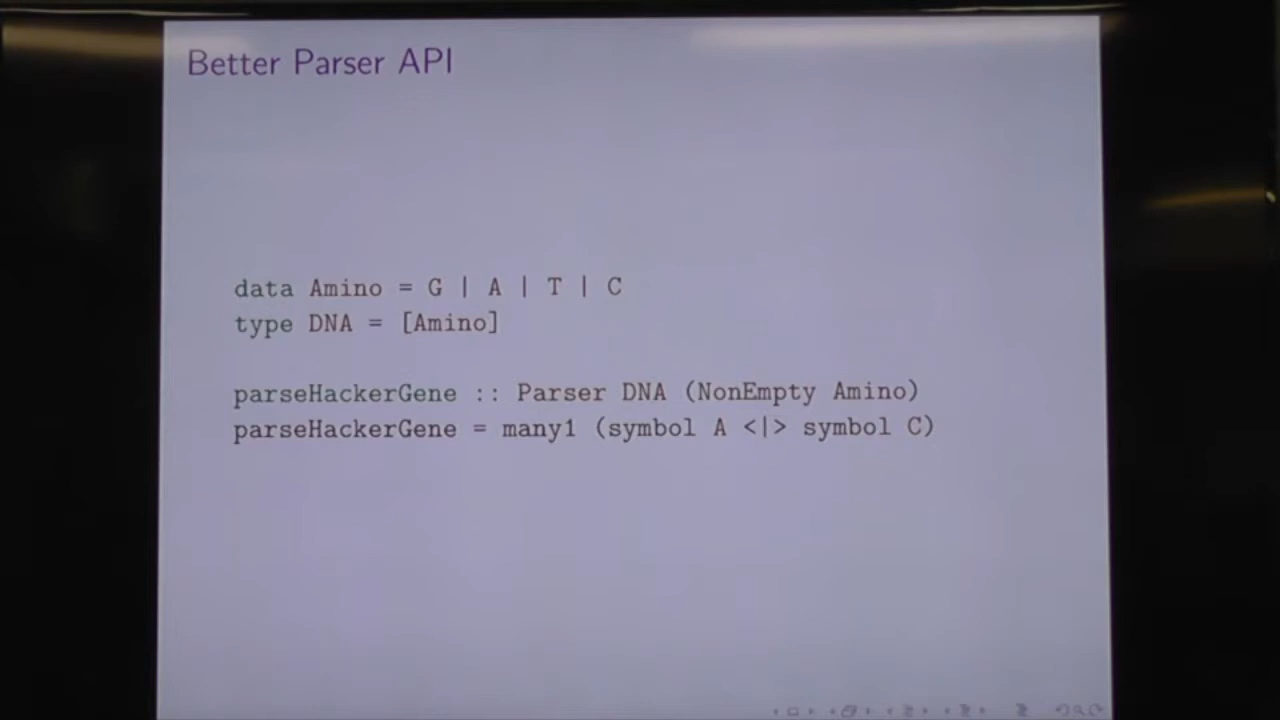 Better Parser API
data Amino = G | A | T | C
type DNA = [Amino]
parseHackerGene :: Parser DNA (NonEmpty Amino)
parseHackerGene = many1 (symbol A <|> symbol C)